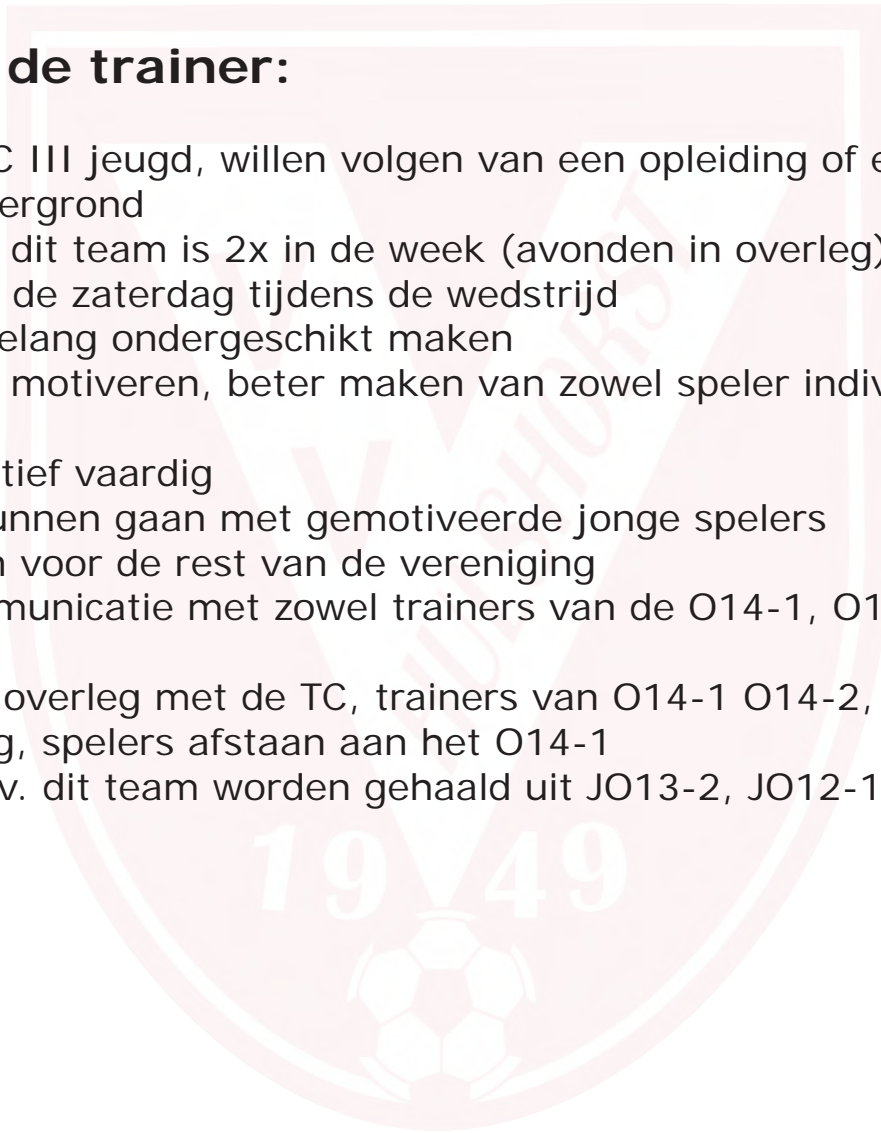 de trainer:
C III jeugd, willen volgen van een opleiding of e
ergrond
dit team is 2x in de week (avonden in overleg)
de zaterdag tijdens de wedstrijd
elang ondergeschikt maken
motiveren, beter maken van zowel speler indiv
tief vaardig
unnen gaan met gemotiveerde jonge spelers
n voor de rest van de vereniging
municatie met zowel trainers van de O14-1, O1
overleg met de TC, trainers van O14-1 O14-2,
g, spelers afstaan aan het O14-1
v. dit team worden gehaald uit JO13-2, JO12-1
HULSHORST
1949